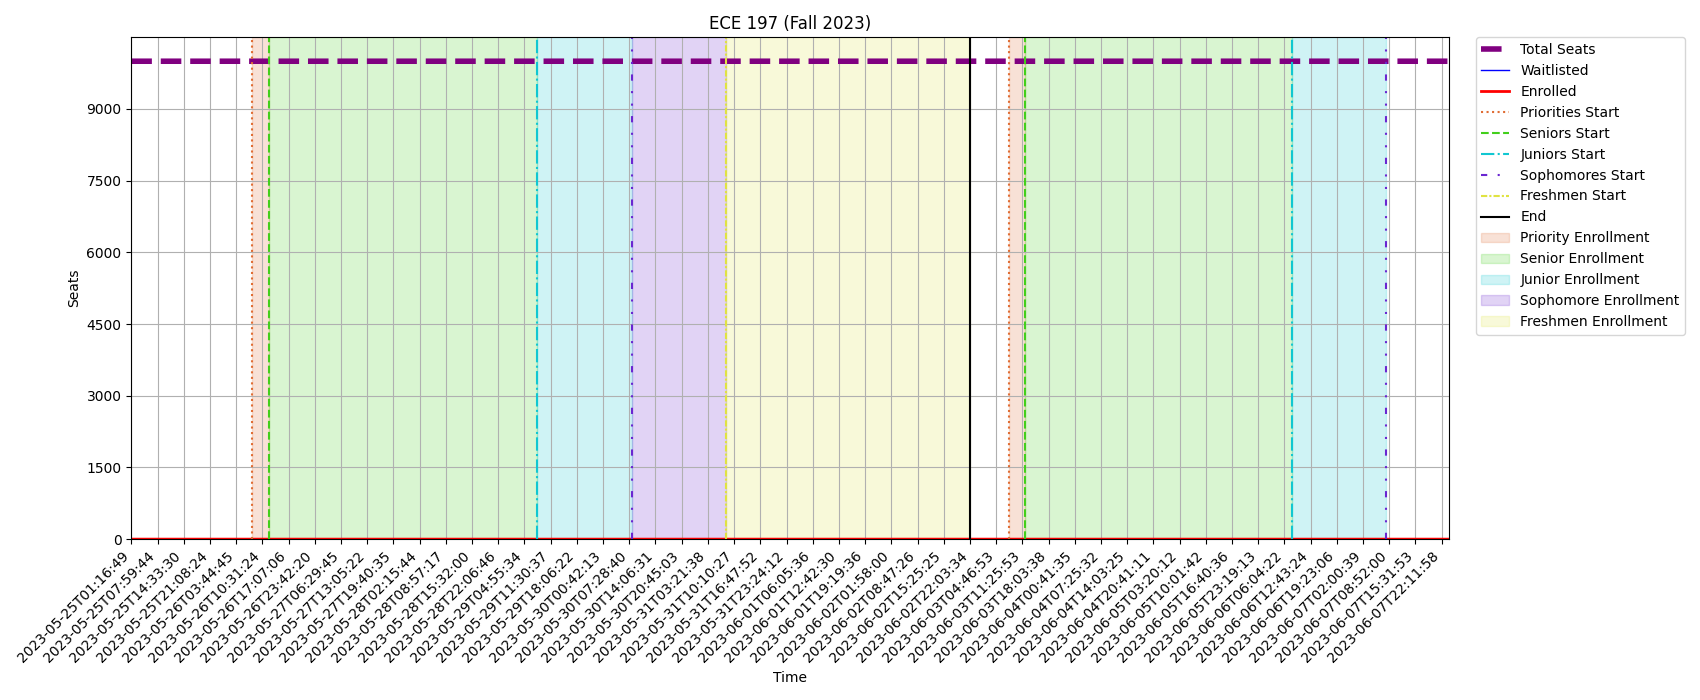 ECE 197 (Fall 2023)
Seats
9000
7500
6000
4500
3000
1500
0
2023-05-25T01:16:49
2023-05-25T07:59:44
2023-05-25T14:33:30
2023-05-25T21:08:24
2023-05-26T03:44:45
2023-05-26T10:31:24
2023-05-26T17:07:06
2023-05-26T23:42:20
2023-05-27T06:29:45
2023-05-27T13:05:22
2023-05-27T19:40:35
2023-05-28T02:15:44
2023-05-28T08:57:17
2023-05-28T15:32:00
2023-05-28T22:06:46
2023-05-29T04:55:34
2023-05-29T11:30:37
2023-05-29T18:06:22
2023-05-30T00:42:13
2023-05-30T07:28:40
2023-05-30T14:06:31
2023-05-30T20:45:03
2023-05-31T03:21:38
2023-05-31T10:10:27
2023-05-31T16:47:52
2023-05-31T23:24:12
2023-06-01T06:05:36
2023-06-01T12:42:30
2023-06-01T19:19:36
2023-06-02T01:58:00
2023-06-02T08:47:26
2023-06-02T15:25:25
2023-06-02T22:03:34
2023-06-03T04:46:53
2023-06-03T11:25:53
2023-06-03T18:03:38
2023-06-04T00:41:35
2023-06-04T07:25:32
2023-06-04T14:03:25
2023-06-04T20:41:11
2023-06-05T03:20:12
2023-06-05T10:01:42
2023-06-05T16:40:36
2023-06-05T23:19:13
2023-06-06T06:04:22
2023-06-06T12:43:24
2023-06-06T19:23:06
2023-06-07T02:00:39
2023-06-07T08:52:00
2023-06-07T15:31:53
2023-06-07T22:11:58
Time
Total Seats
Waitlisted
Enrolled
Priorities Start
Seniors Start
Juniors Start
Sophomores Start
Freshmen Start
End
Priority Enrollment
Senior Enrollment
Junior Enrollment
Sophomore Enrollment
Freshmen Enrollment